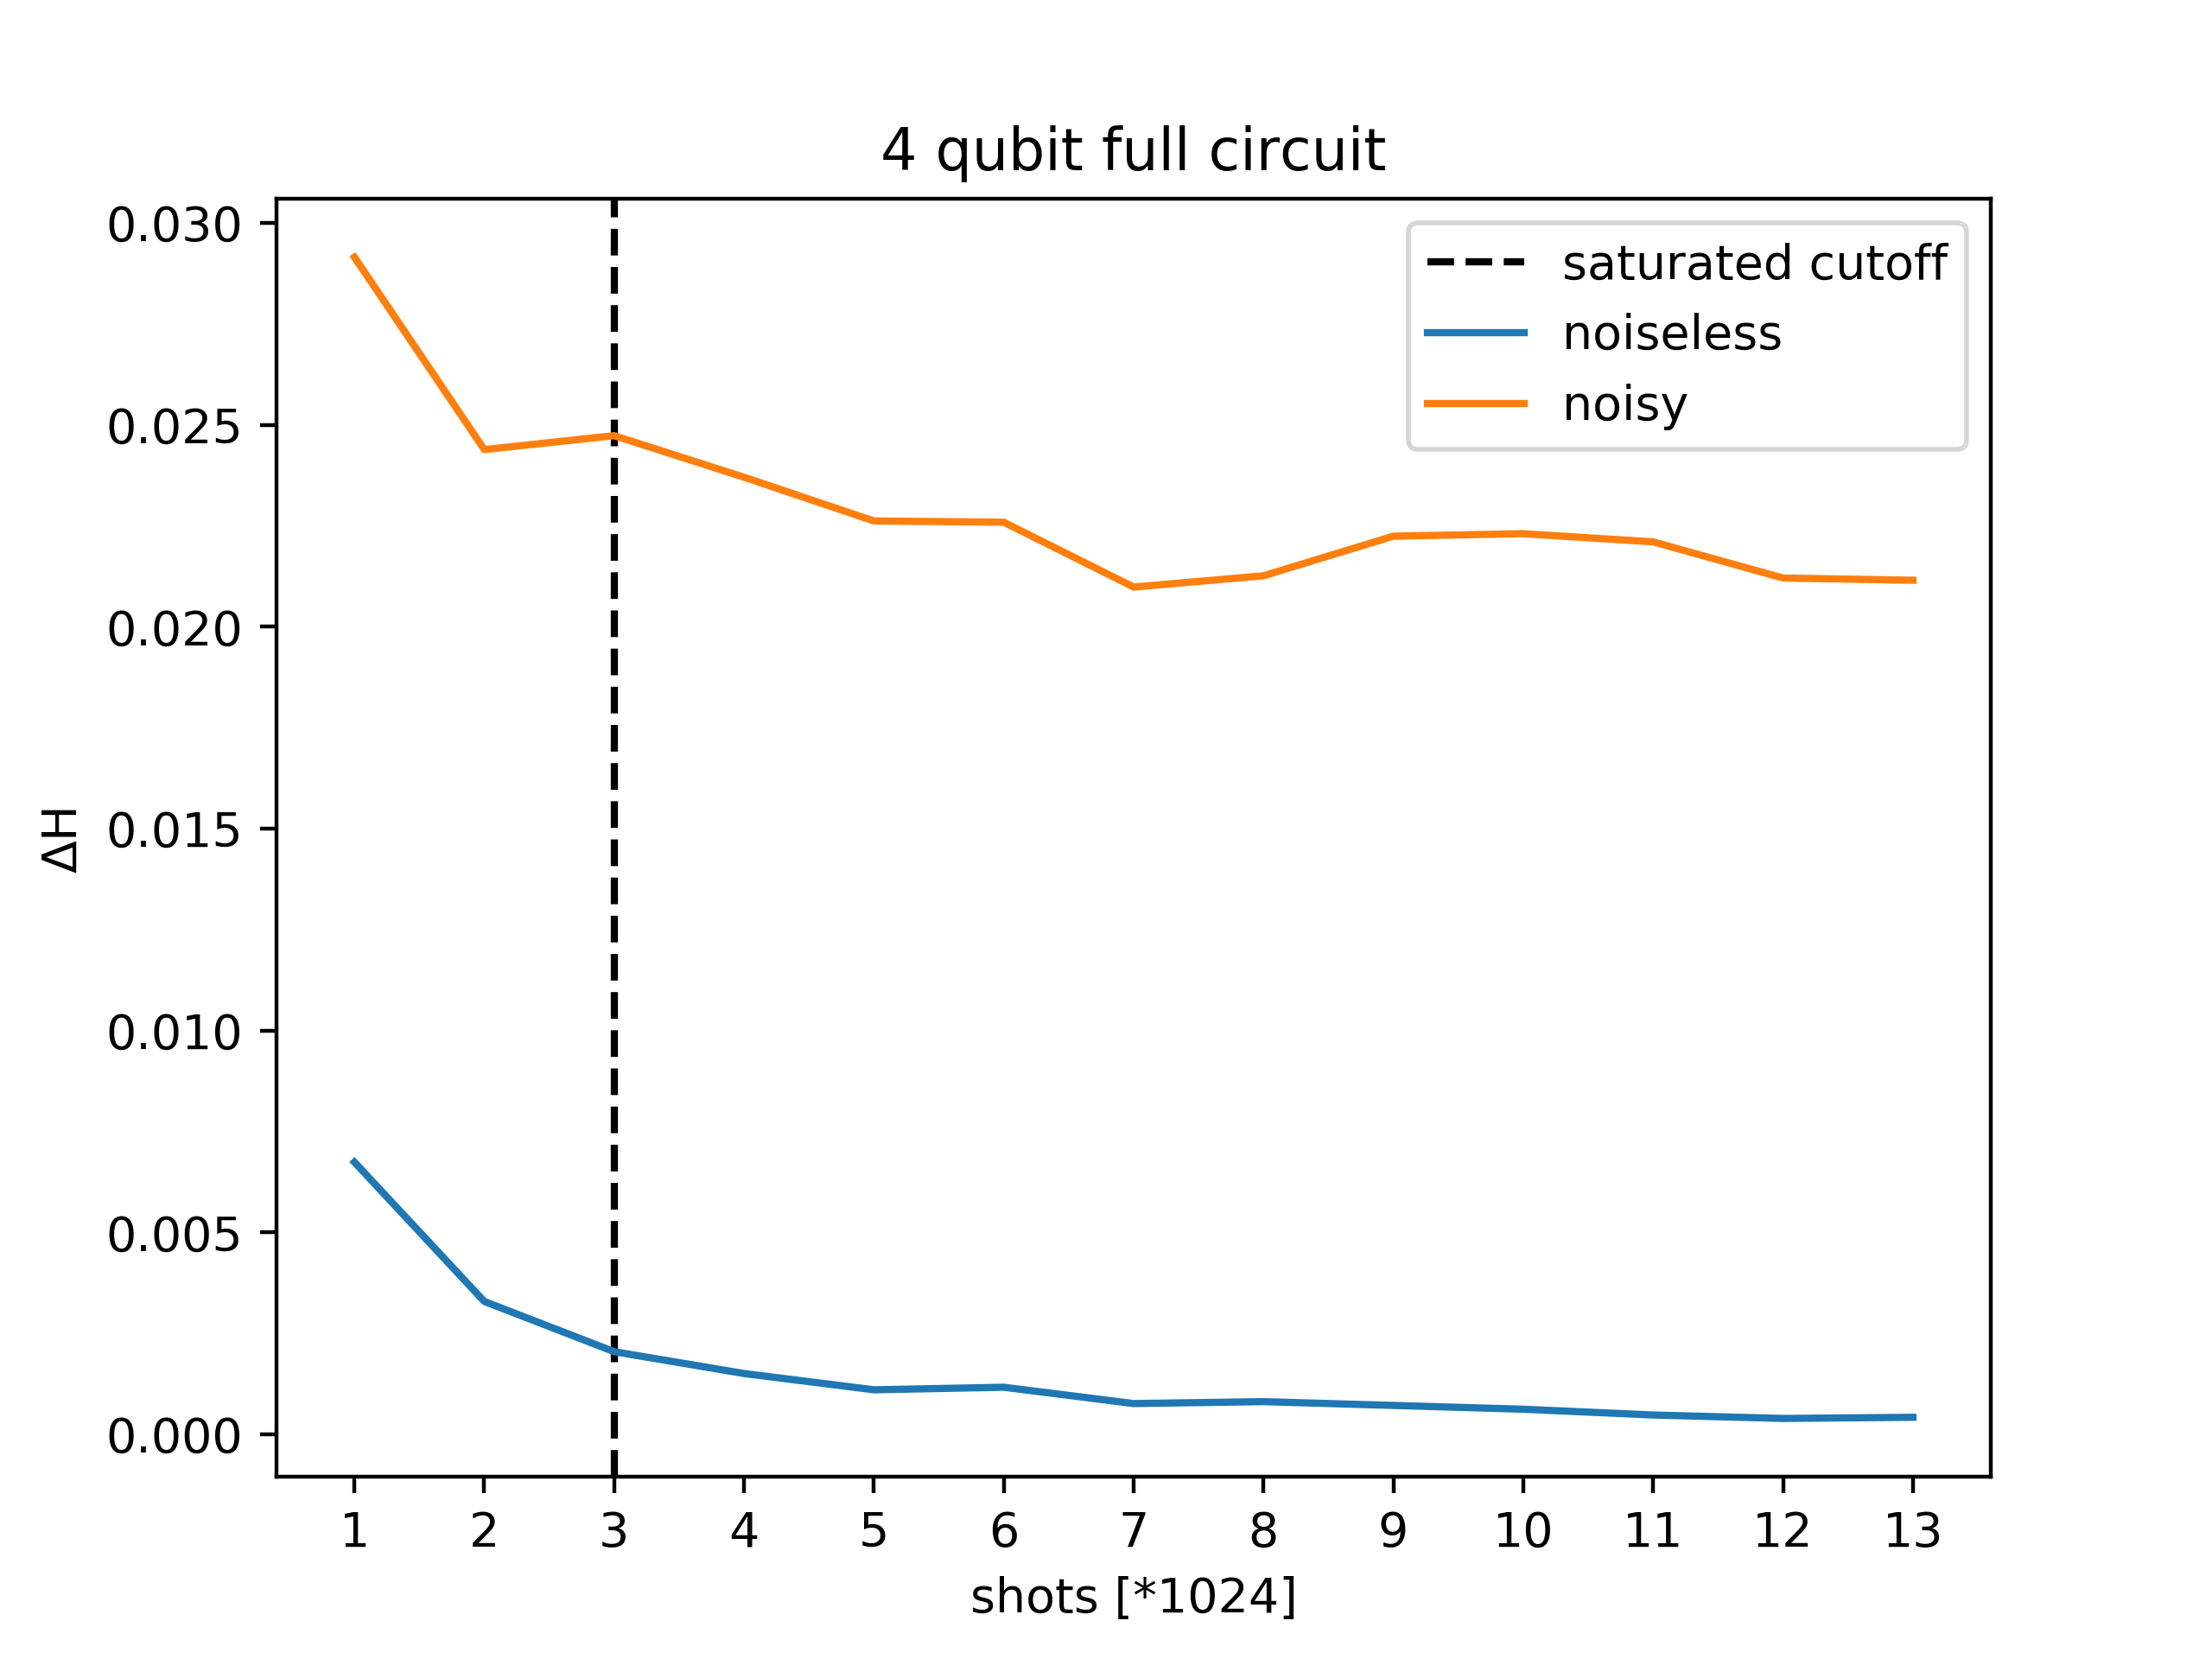 4 qubit full circuit
saturated cutoff
noiseless
noisy
ΔH
0.030
0.025
0.020
0.015
0.010
0.005
0.000
1 2 3 4 5 6 7 8 9 10 11 12 13
shots [*1024]